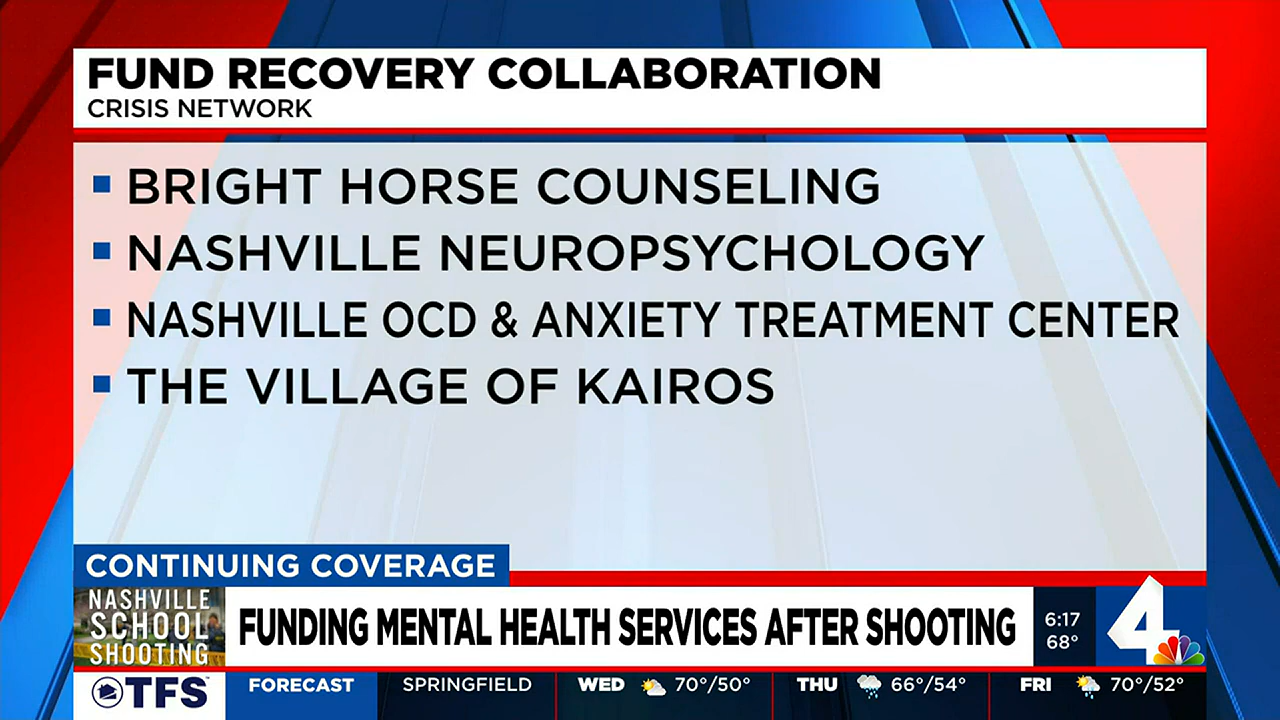 FUND RECOVERY COLLABORATION
CRISIS NETWORK
BRIGHT HORSE COUNSELING
NASHVILLE NEUROPSYCHOLOGY
NASHVILLE OCD & ANXIETY TREATMENT CENTER
THE VILLAGE OF KAIROS
CONTINUING COVERAGE
NASHVILLE
SCHOOL
SHOOTING
FUNDING MENTAL HEALTH SERVICES AFTER SHOOTING
6:17
68°
4
TFS
FORECAST SPRINGFIELD WED 70°/50° THU 66°/54° FRI 70°/52°